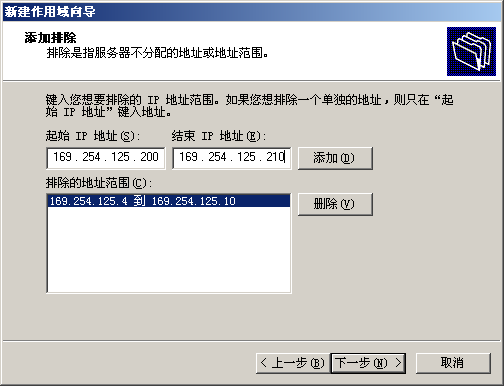 新建作用域向导
添加排除
排除是指服务器不分配的地址或地址范围。
键入您想要排除的 IP 地址范围。如果您想排除一个单独的地址，则只在“起
始 IP 地址”键入地址。
起始 IP 地址(S): 结束 IP 地址(E):
169 . 254 . 125 . 200 169 . 254 . 125 . 210 添加(D)
排除的地址范围(C):
169.254.125.4 到 169.254.125.10 删除(V)
< 上一步(B) 下一步(N) > 取消